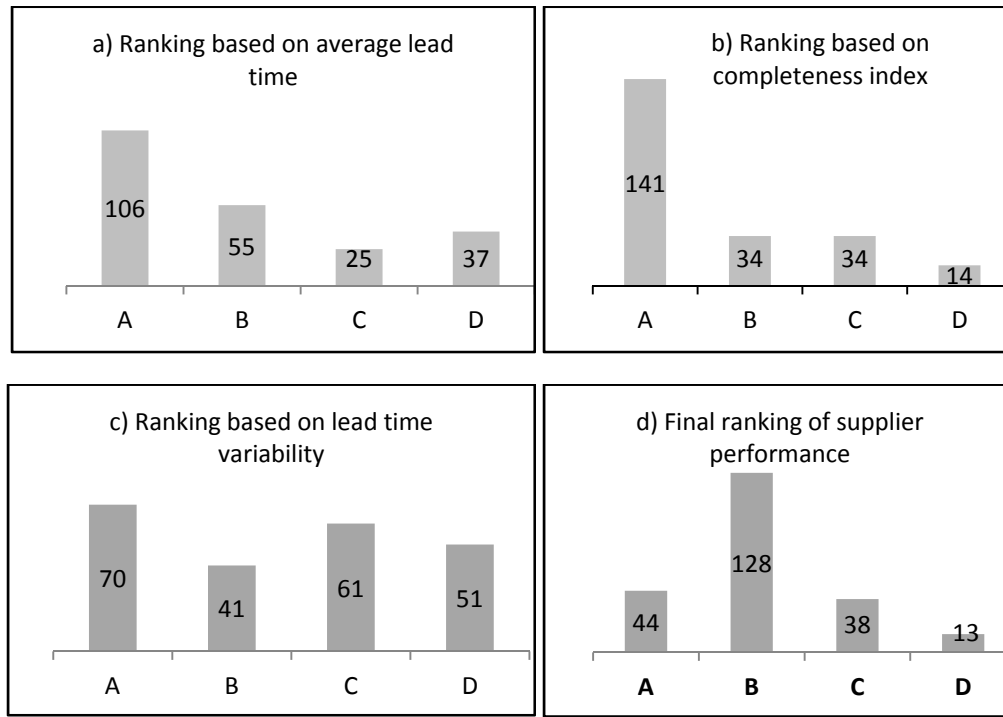 a) Ranking based on average lead
time
106
55
25
37
A B C D
b) Ranking based on
completeness index
141
34
34
14
A B C D
c) Ranking based on lead time
variability
70
41
61
51
A B C D
d) Final ranking of supplier
performance
44
128
38
13
A B C D